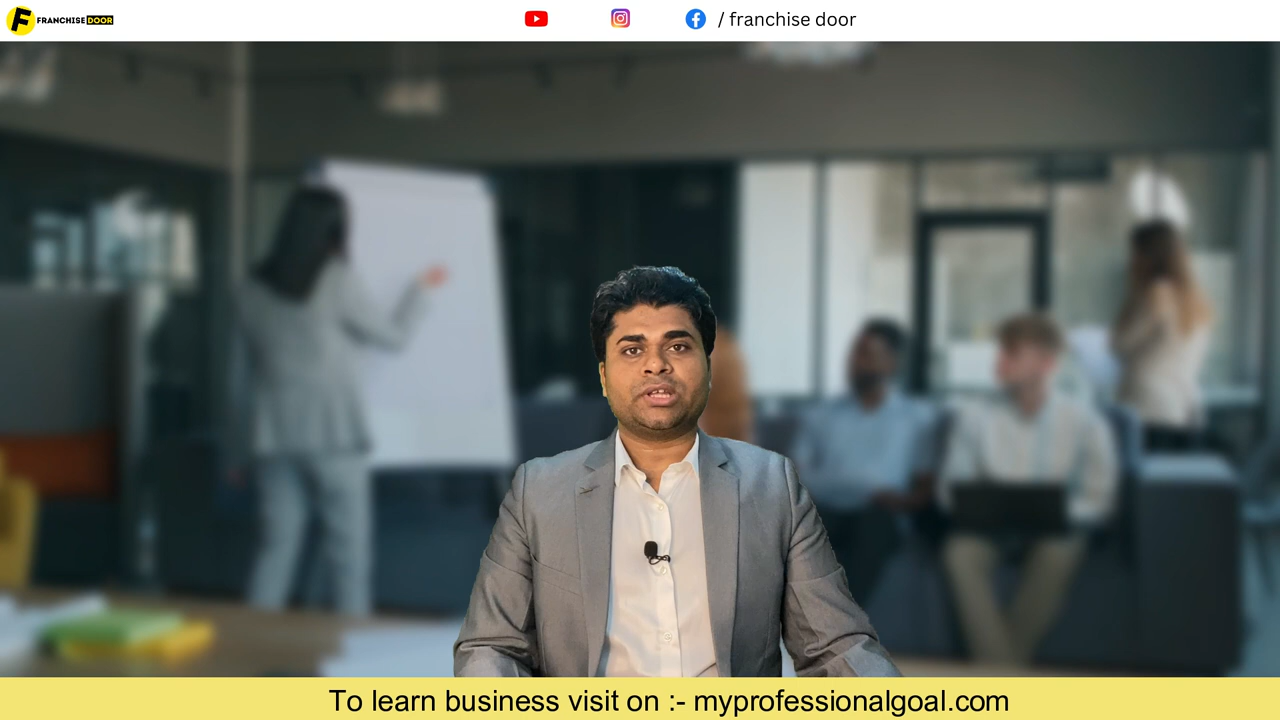 F FRANCHISE DOOR
/ franchise door
To learn business visit on :- myprofessionalgoal.com